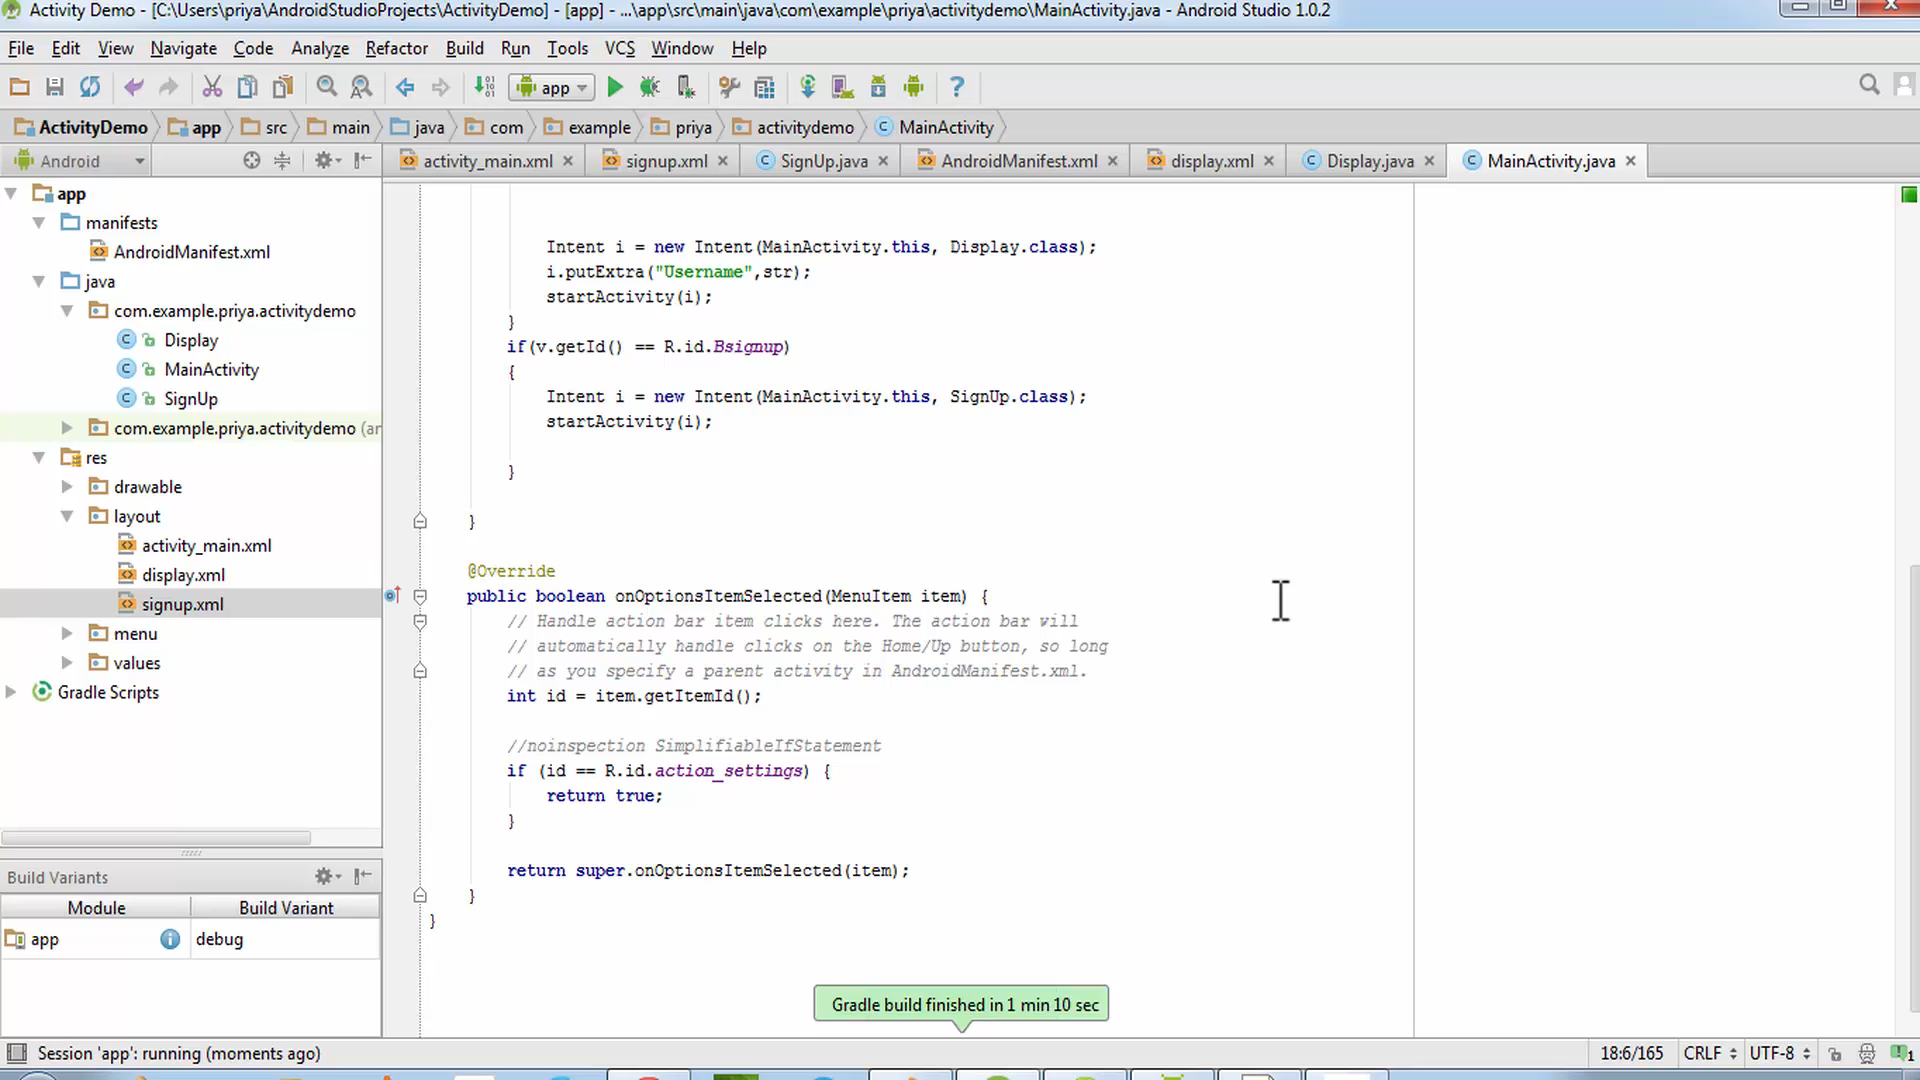 Activity Demo - [C:\Users\priya\AndroidStudioProjects\ActivityDemo] - [app] - ...\app\src\main\java\com\example\priya\activitydemo\MainActivity.java - Android Studio 1.0.2
File Edit View Navigate Code Analyze Refactor Build Run Tools VCS Window Help
app
ActivityDemo app src main java com example priya activitydemo MainActivity
Android
activity_main.xml signup.xml SignUp.java AndroidManifest.xml display.xml Display.java MainActivity.java
app
manifests
AndroidManifest.xml
java
com.example.priya.activitydemo
Display
MainActivity
SignUp
com.example.priya.activitydemo (ar
res
drawable
layout
activity_main.xml
display.xml
signup.xml
menu
values
Gradle Scripts
Build Variants
Module Build Variant
app debug
Intent i = new Intent(MainActivity.this, Display.class);
i.putExtra("Username",str);
startActivity(i);
}
if(v.getId() == R.id.Bsignup)
{
Intent i = new Intent(MainActivity.this, SignUp.class);
startActivity(i);
}
}
@Override
public boolean onOptionsItemSelected(MenuItem item) {
// Handle action bar item clicks here. The action bar will
// automatically handle clicks on the Home/Up button, so long
// as you specify a parent activity in AndroidManifest.xml.
int id = item.getItemId();
//noinspection SimplifiableIfStatement
if (id == R.id.action_settings) {
return true;
}
return super.onOptionsItemSelected(item);
}
}
Gradle build finished in 1 min 10 sec
Session 'app': running (moments ago) 18:6/165 CRLF UTF-8 1